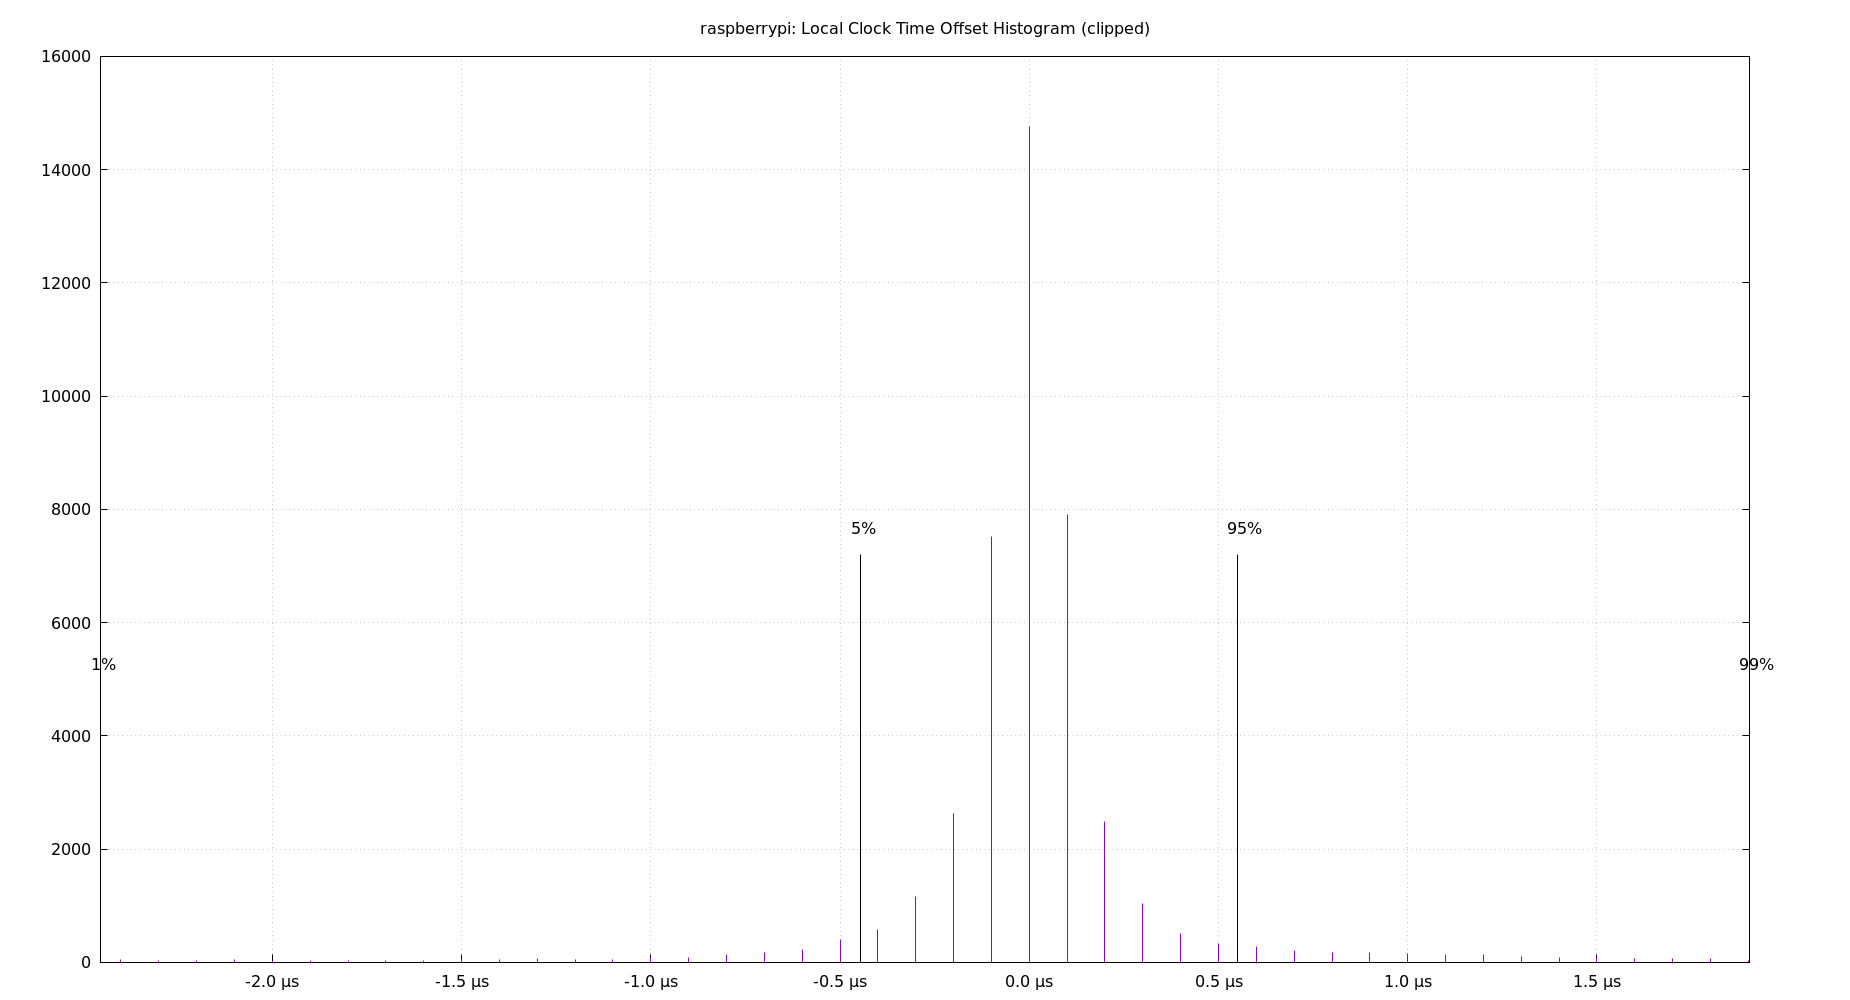 raspberrypi: Local Clock Time Offset Histogram (clipped)
16000
14000
12000
10000
8000
5%
95%
6000
1%
99%
4000
2000
0
-2.0 µs
-1.5 µs
-1.0 µs
-0.5 µs
0.0 µs
0.5 µs
1.0 µs
1.5 µs